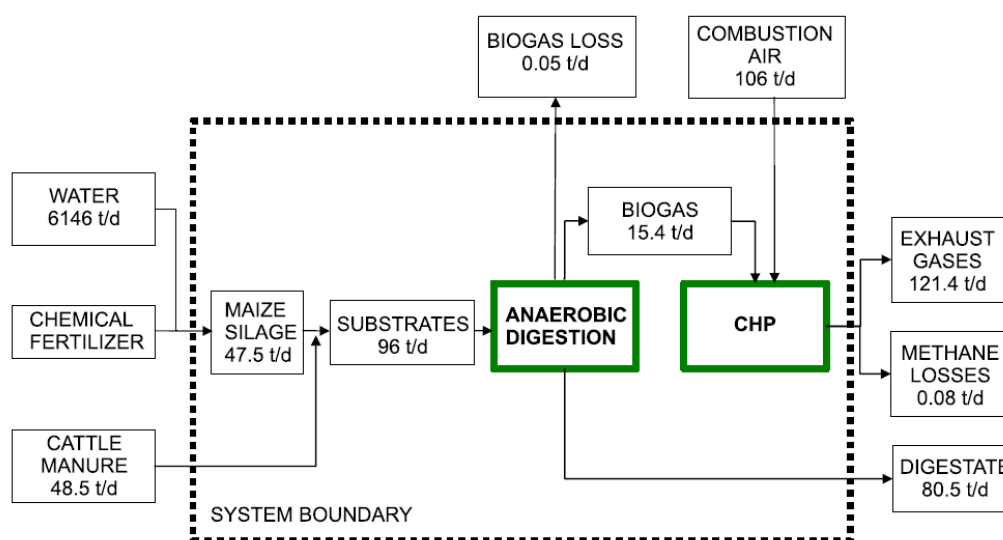 BIOGAS LOSS
0.05 t/d
COMBUSTION
AIR
106 t/d
WATER
6146 t/d
BIOGAS
15.4 t/d
EXHAUST
GASES
121.4 t/d
CHEMICAL
FERTILIZER
MAIZE
SILAGE
47.5 t/d
SUBSTRATES
96 t/d
ANAEROBIC
DIGESTION
CHP
METHANE
LOSSES
0.08 t/d
CATTLE
MANURE
48.5 t/d
DIGESTATE
80.5 t/d
SYSTEM BOUNDARY